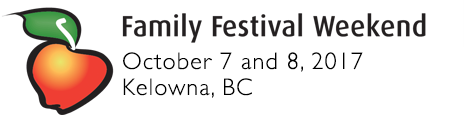 Family Festival Weekend
October 7 and 8, 2017
Kelowna, BC